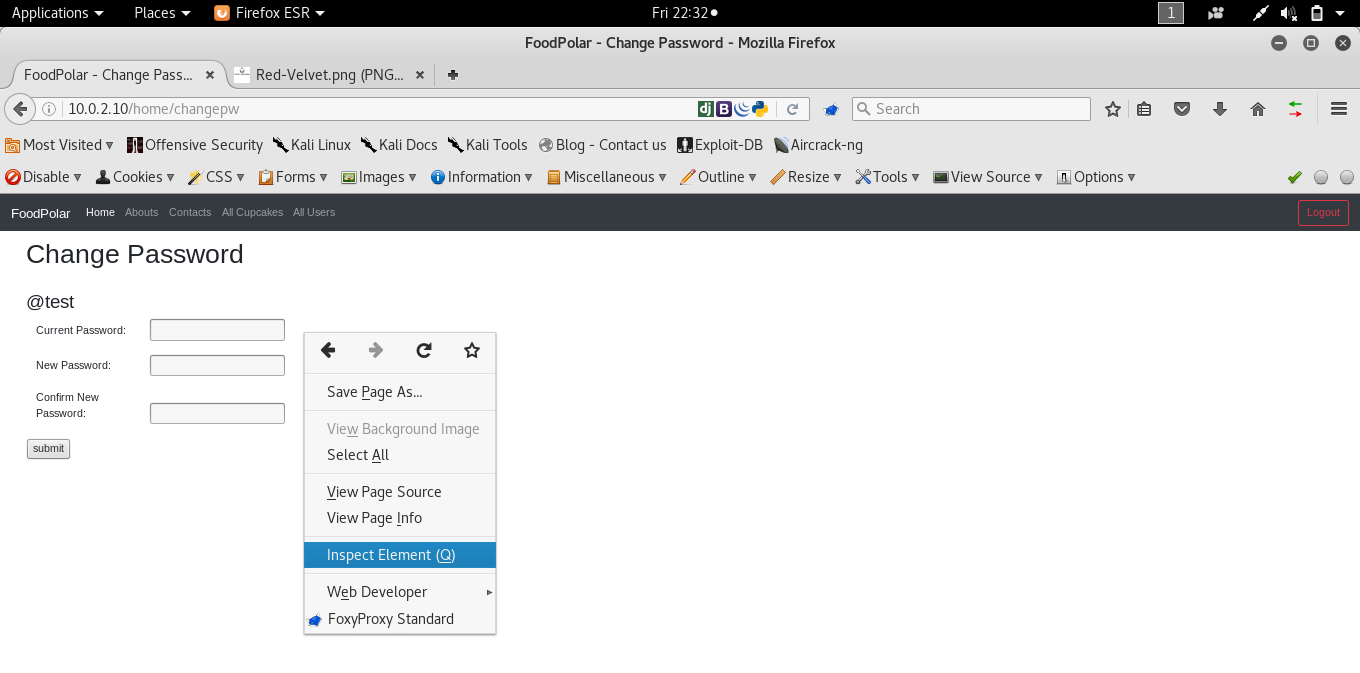 Applications Places Firefox ESR Fri 22:32 1
FoodPolar - Change Password - Mozilla Firefox
FoodPolar - Change Pass... Red-Velvet.png (PNG...
10.0.2.10/home/changepw dj B Search
Most Visited Offensive Security Kali Linux Kali Docs Kali Tools Blog - Contact us Exploit-DB Aircrack-ng
Disable Cookies CSS Forms Images Information Miscellaneous Outline Resize Tools View Source Options
FoodPolar Home Abouts Contacts All Cupcakes All Users Logout
Change Password
@test
Current Password:
New Password:
Confirm New
Password:
submit
Save Page As...
View Background Image
Select All
View Page Source
View Page Info
Inspect Element (Q)
Web Developer
FoxyProxy Standard